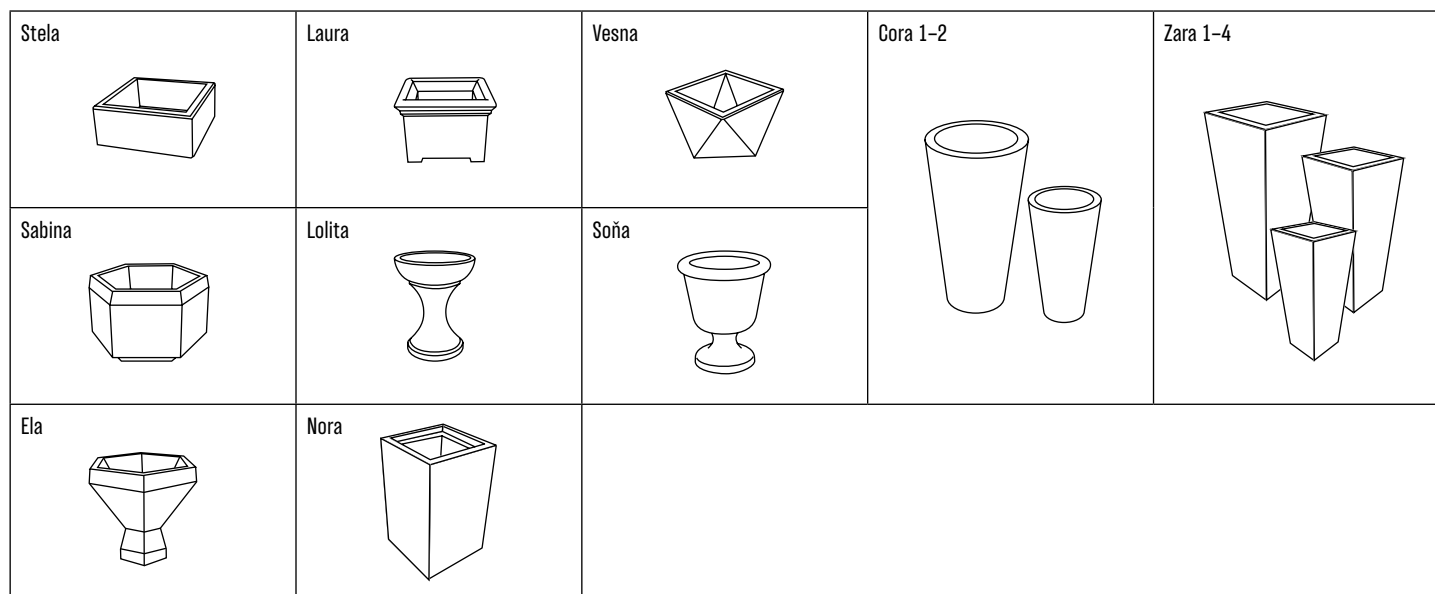 Stela
Laura
Vesna
Cora 1–2
Zara 1–4
Sabina
Lolita
Soňa
Ela
Nora